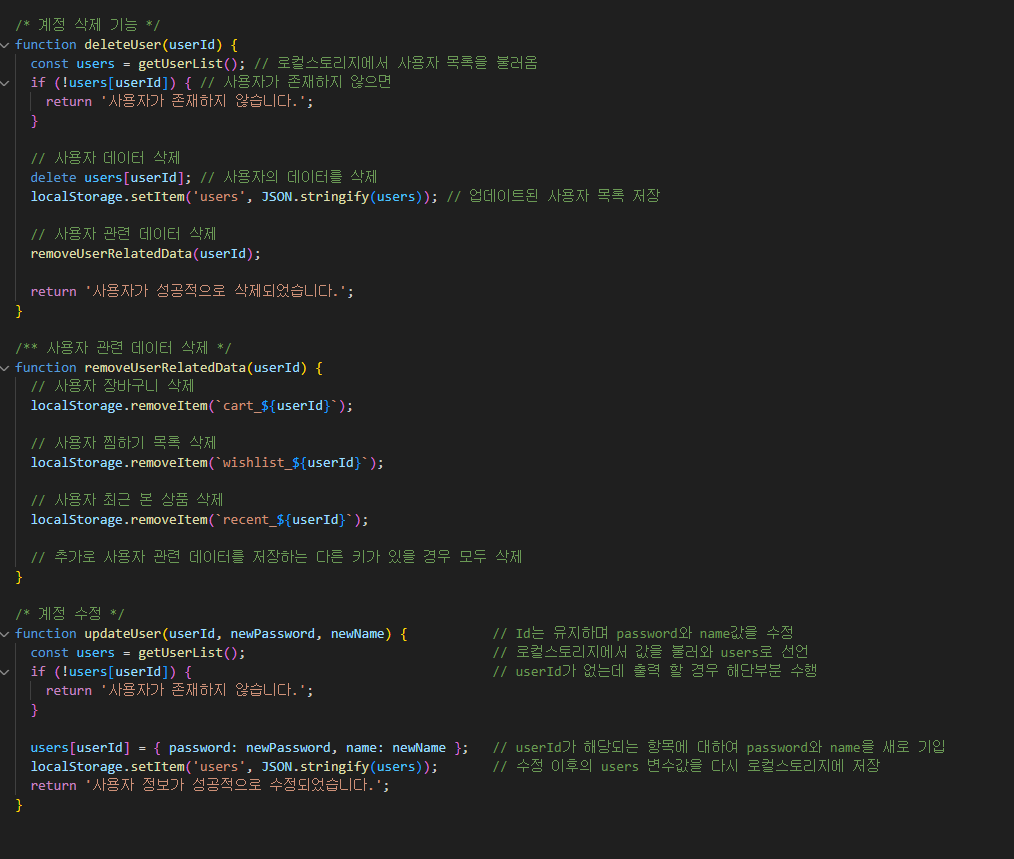 /* 계정 삭제 기능 */
function deleteUser(userId) {
const users = getUserList(); // 로컬스토리지에서 사용자 목록을 불러옴
if (!users[userId]) { // 사용자가 존재하지 않으면
return '사용자가 존재하지 않습니다.';
}
// 사용자 데이터 삭제
delete users[userId]; // 사용자의 데이터를 삭제
localStorage.setItem('users', JSON.stringify(users)); // 업데이트된 사용자 목록 저장
// 사용자 관련 데이터 삭제
removeUserRelatedData(userId);
return '사용자가 성공적으로 삭제되었습니다.';
}
/** 사용자 관련 데이터 삭제 */
function removeUserRelatedData(userId) {
// 사용자 장바구니 삭제
localStorage.removeItem(`cart_${userId}`);
// 사용자 찜하기 목록 삭제
localStorage.removeItem(`wishlist_${userId}`);
// 사용자 최근 본 상품 삭제
localStorage.removeItem(`recent_${userId}`);
// 추가로 사용자 관련 데이터를 저장하는 다른 키가 있을 경우 모두 삭제
}
/* 계정 수정 */
function updateUser(userId, newPassword, newName) { // Id는 유지하며 password와 name값을 수정
const users = getUserList(); // 로컬스토리지에서 값을 불러와 users로 선언
if (!users[userId]) { // userId가 없는데 출력 할 경우 해단부분 수행
return '사용자가 존재하지 않습니다.';
}
users[userId] = { password: newPassword, name: newName }; // userId가 해당되는 항목에 대하여 password와 name을 새로 기입
localStorage.setItem('users', JSON.stringify(users)); // 수정 이후의 users 변수값을 다시 로컬스토리지에 저장
return '사용자 정보가 성공적으로 수정되었습니다.';
}